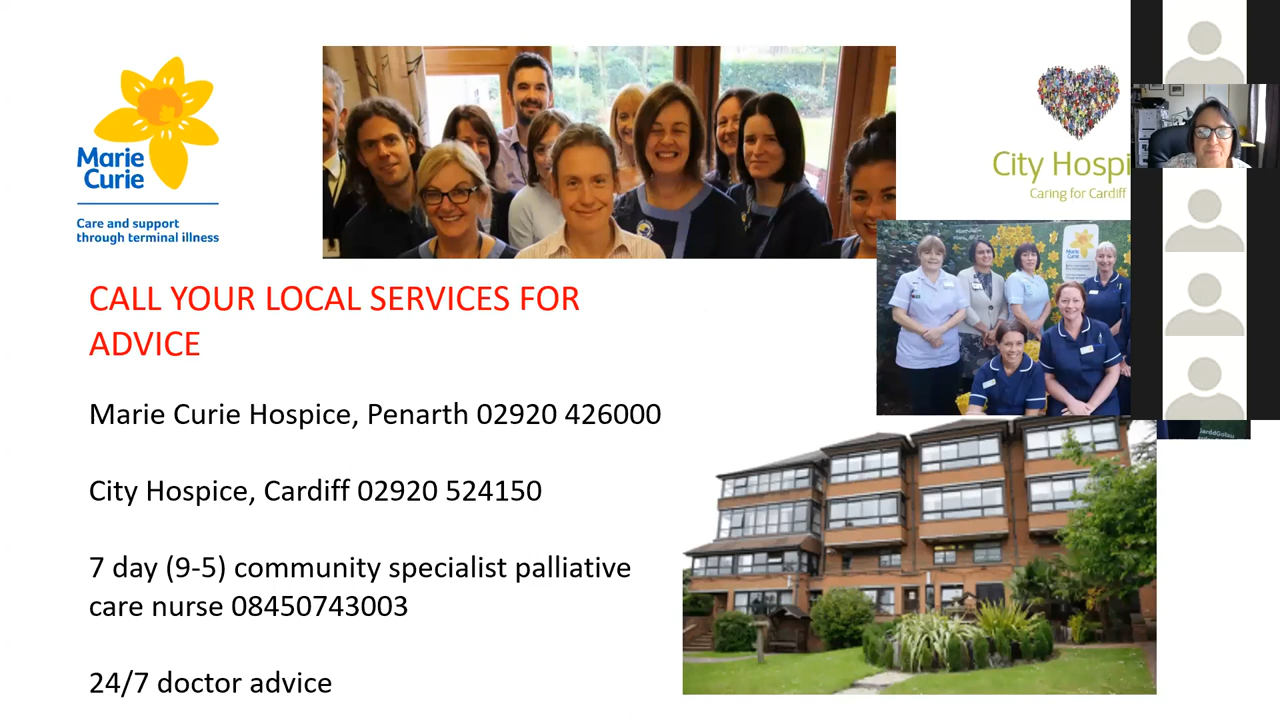 Marie
Curie
Care and support
through terminal illness
City Hospi
Caring for Cardiff
Marie
Curie
CALL YOUR LOCAL SERVICES FOR
ADVICE
Marie Curie Hospice, Penarth 02920 426000
City Hospice, Cardiff 02920 524150
7 day (9-5) community specialist palliative
care nurse 08450743003
24/7 doctor advice